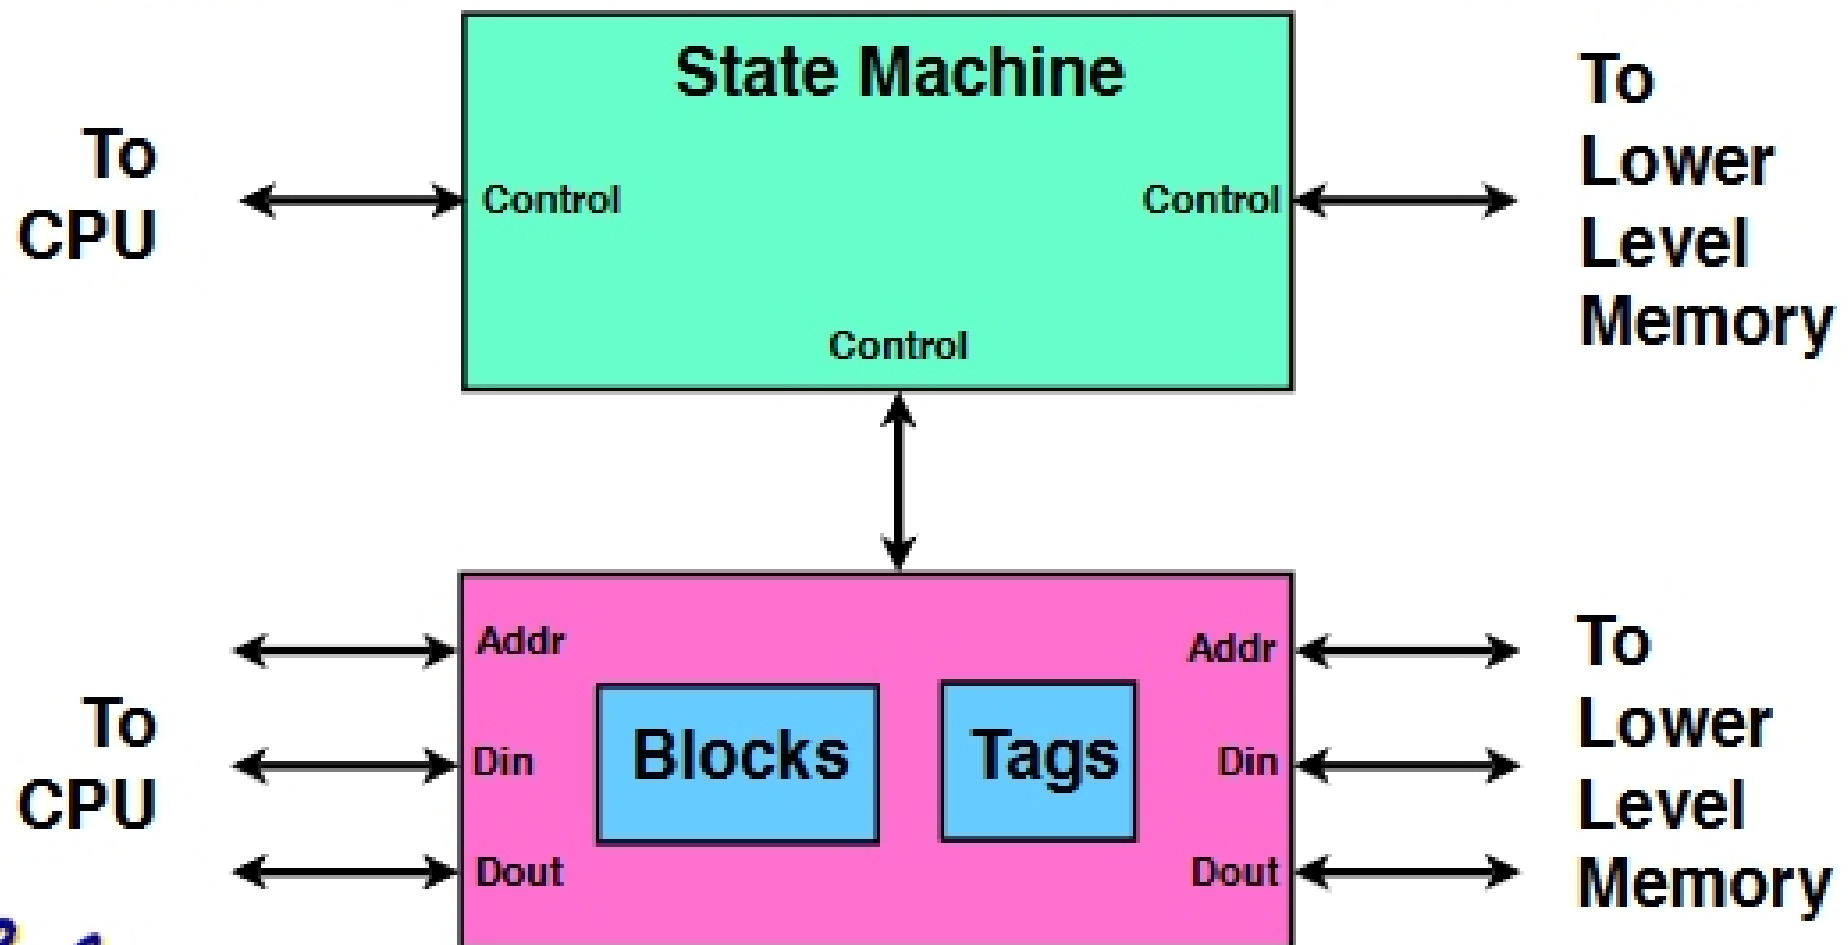 State Machine
To
CPU
Control
Control
To
Lower
Level
Memory
Control
To
CPU
Addr
Din
Dout
Blocks
Tags
Addr
Din
Dout
To
Lower
Level
Memory